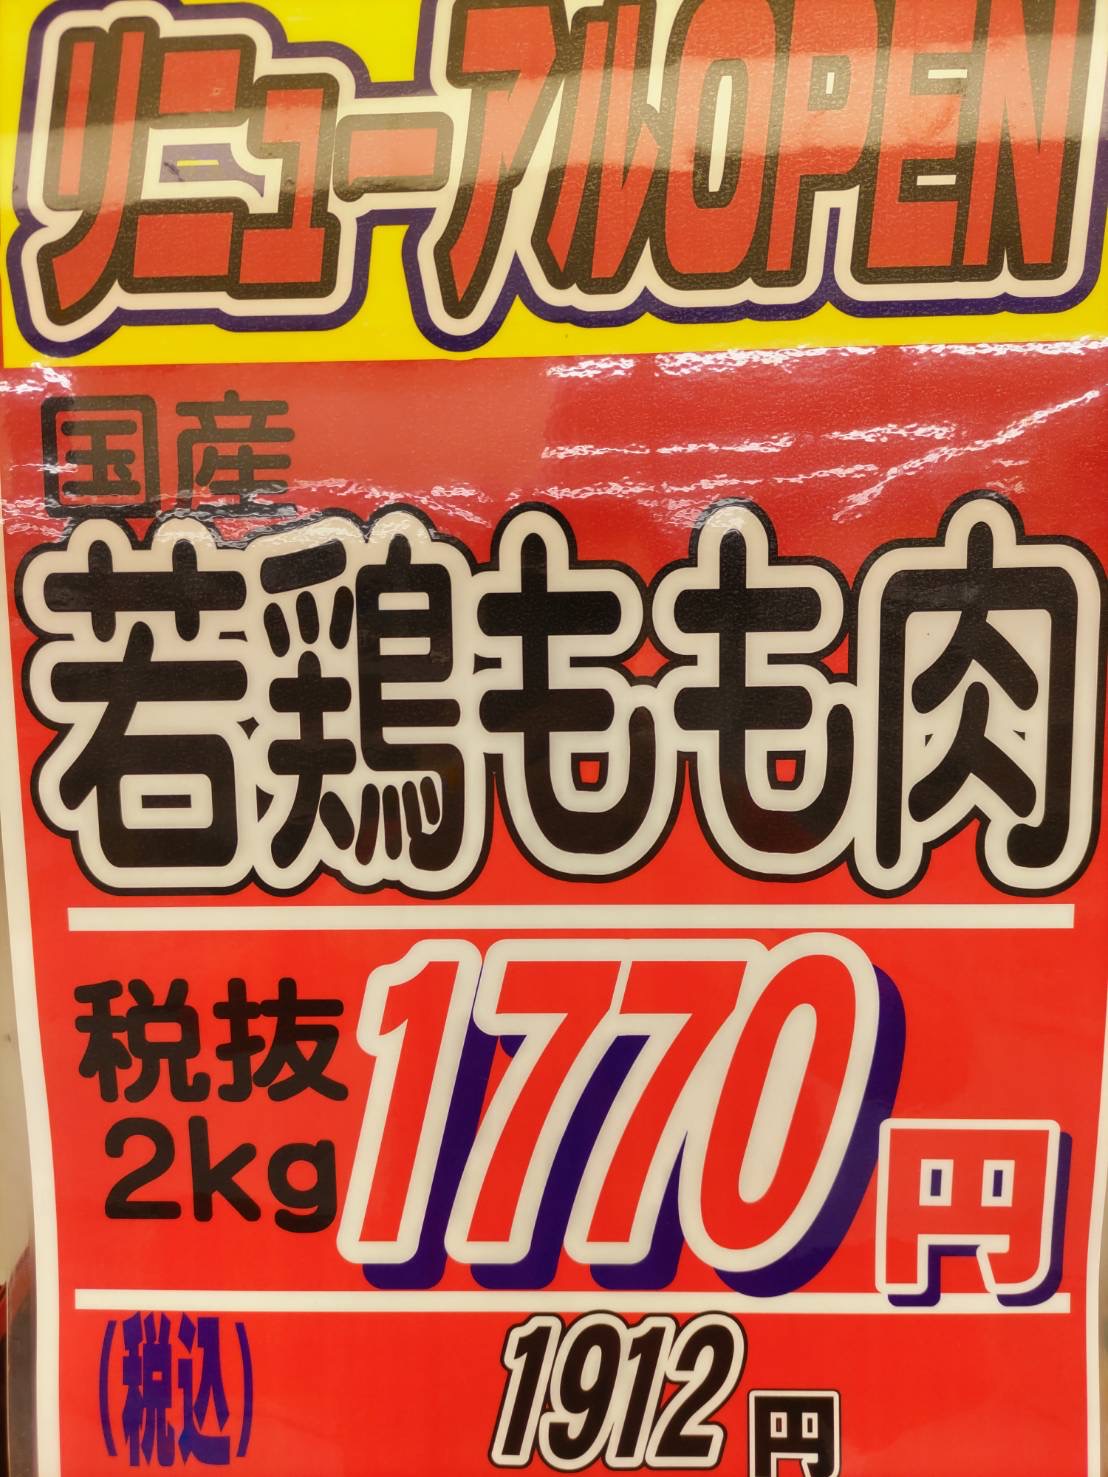 リニューアルOPEN
国産
若鶏もも肉
税抜
2kg
1770円
(税込)
1912円